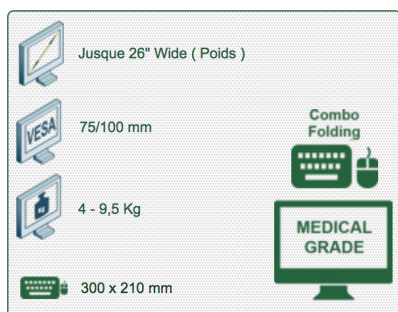 Jusque 26" Wide ( Poids )
VESA
75/100 mm
Combo
Folding
KG
4 - 9,5 Kg
MEDICAL
GRADE
300 x 210 mm